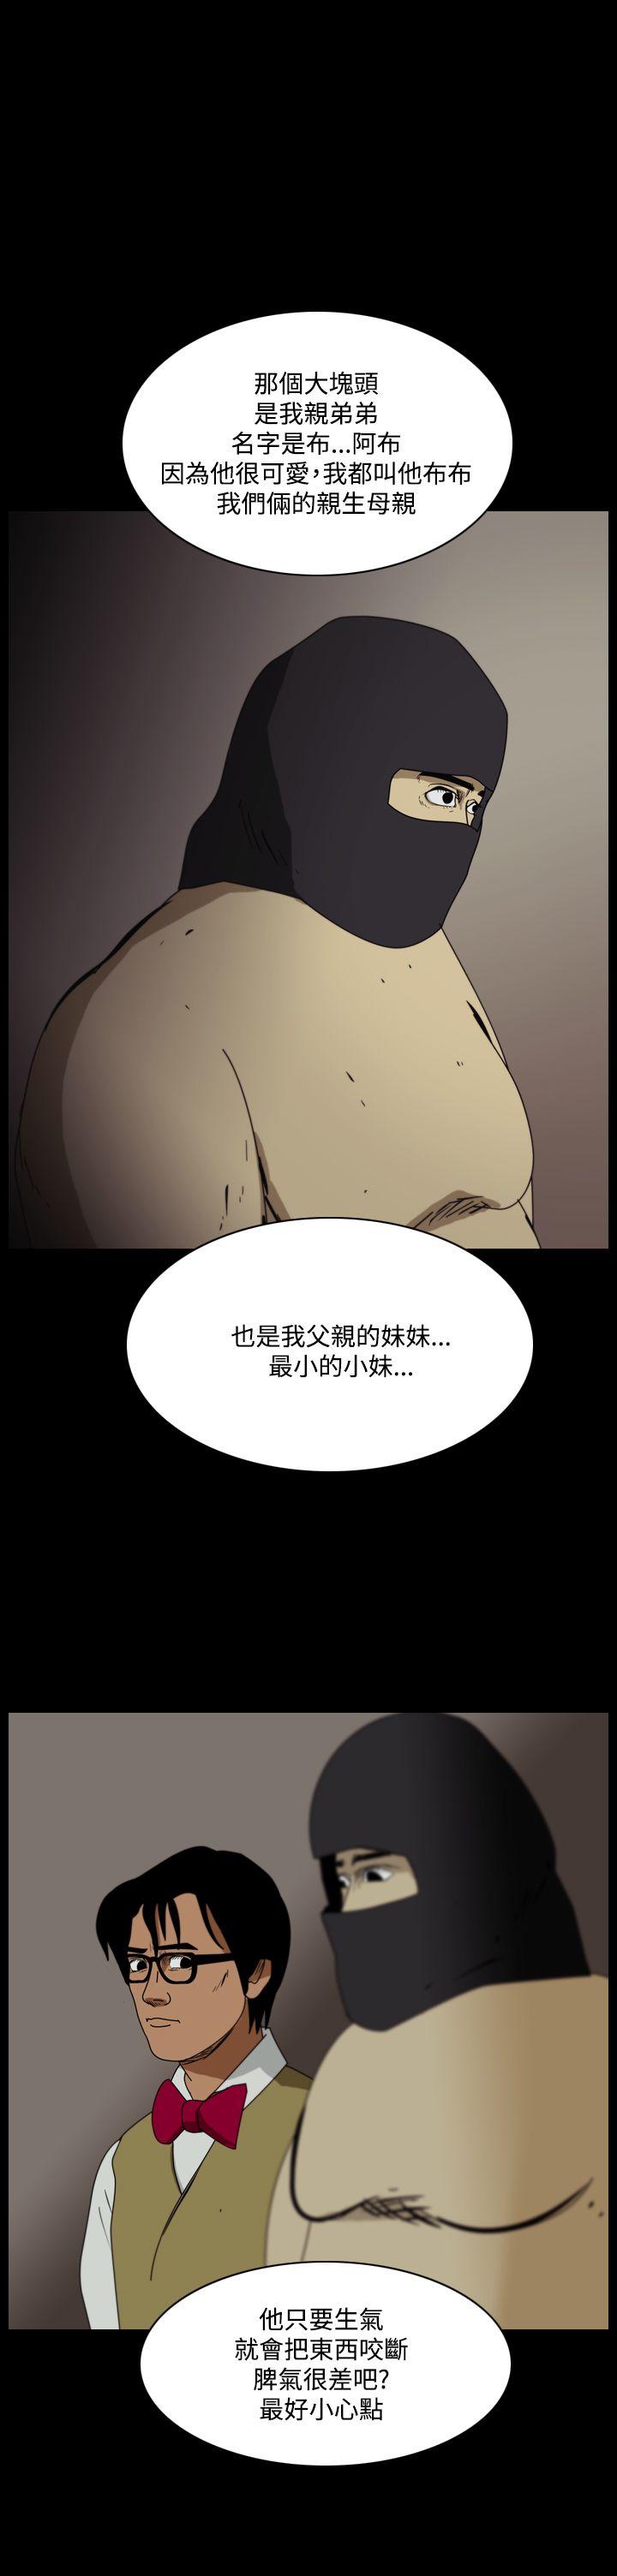 那個大塊頭
是我親弟弟
名字是布...阿布
因為他很可愛，我都叫他布布
我們倆的親生母親
也是我父親的妹妹...
最小的小妹...
他只要生氣
就會把東西咬斷
脾氣很差吧?
最好小心點